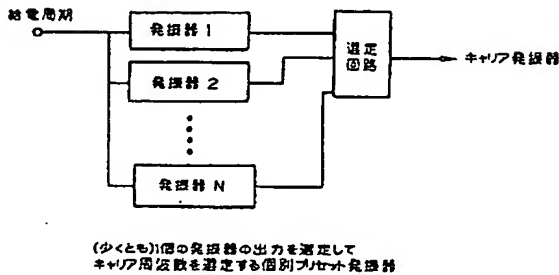 給電周期
発振器 1
発振器 2
発振器 N
選定
回路
キャリア発振器
(少くとも)1個の発振器の出力を選定して
キャリア周波数を選定する個別プリセット発振器